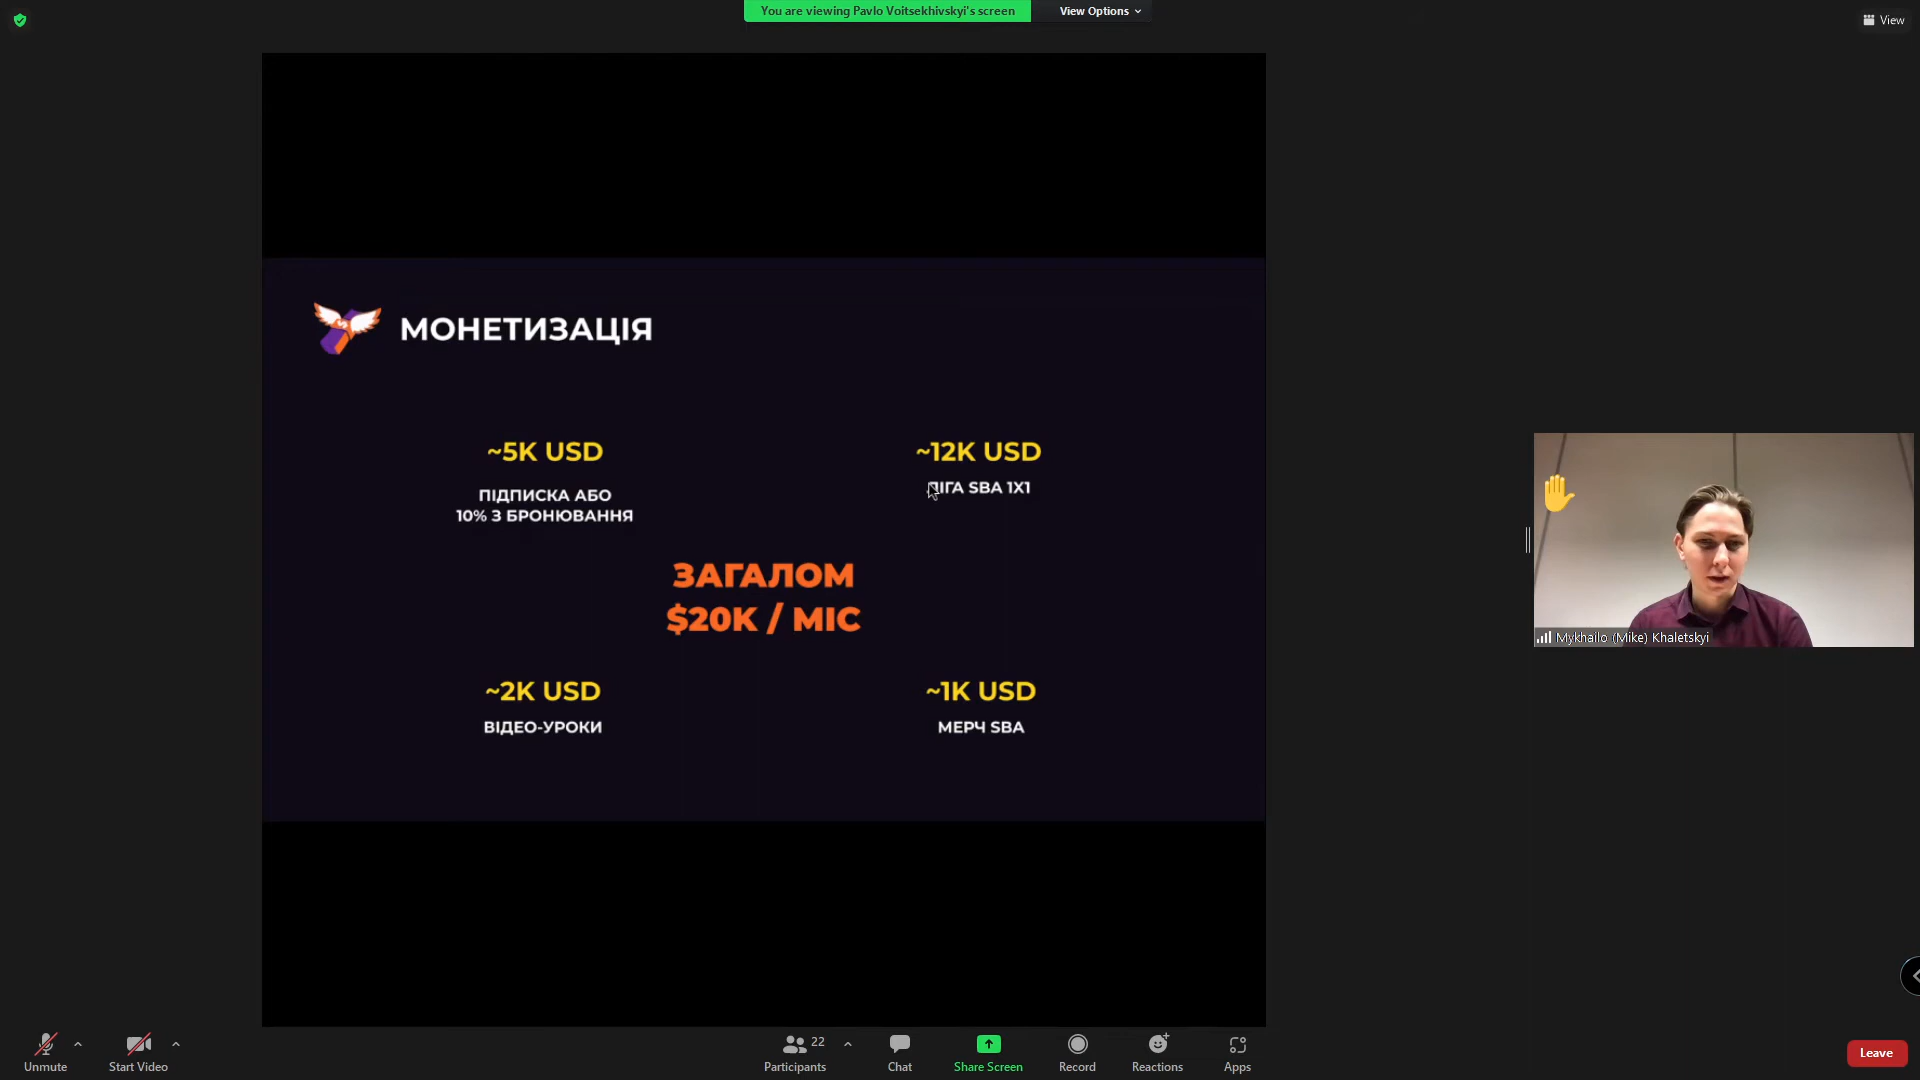 You are viewing Pavlo Voitsekhivskyi's screen
View Options
View
МОНЕТИЗАЦІЯ
~5K USD
ПІДПИСКА АБО
10% З БРОНЮВАННЯ
~12K USD
ЛІГА SBA 1X1
ЗАГАЛОМ
$20K / МІС
~2K USD
ВІДЕО-УРОКИ
~1K USD
МЕРЧ SBA
Mykhailo (Mike) Khaletskyi
Unmute
Start Video
22
Participants
Chat
Share Screen
Record
Reactions
Apps
Leave